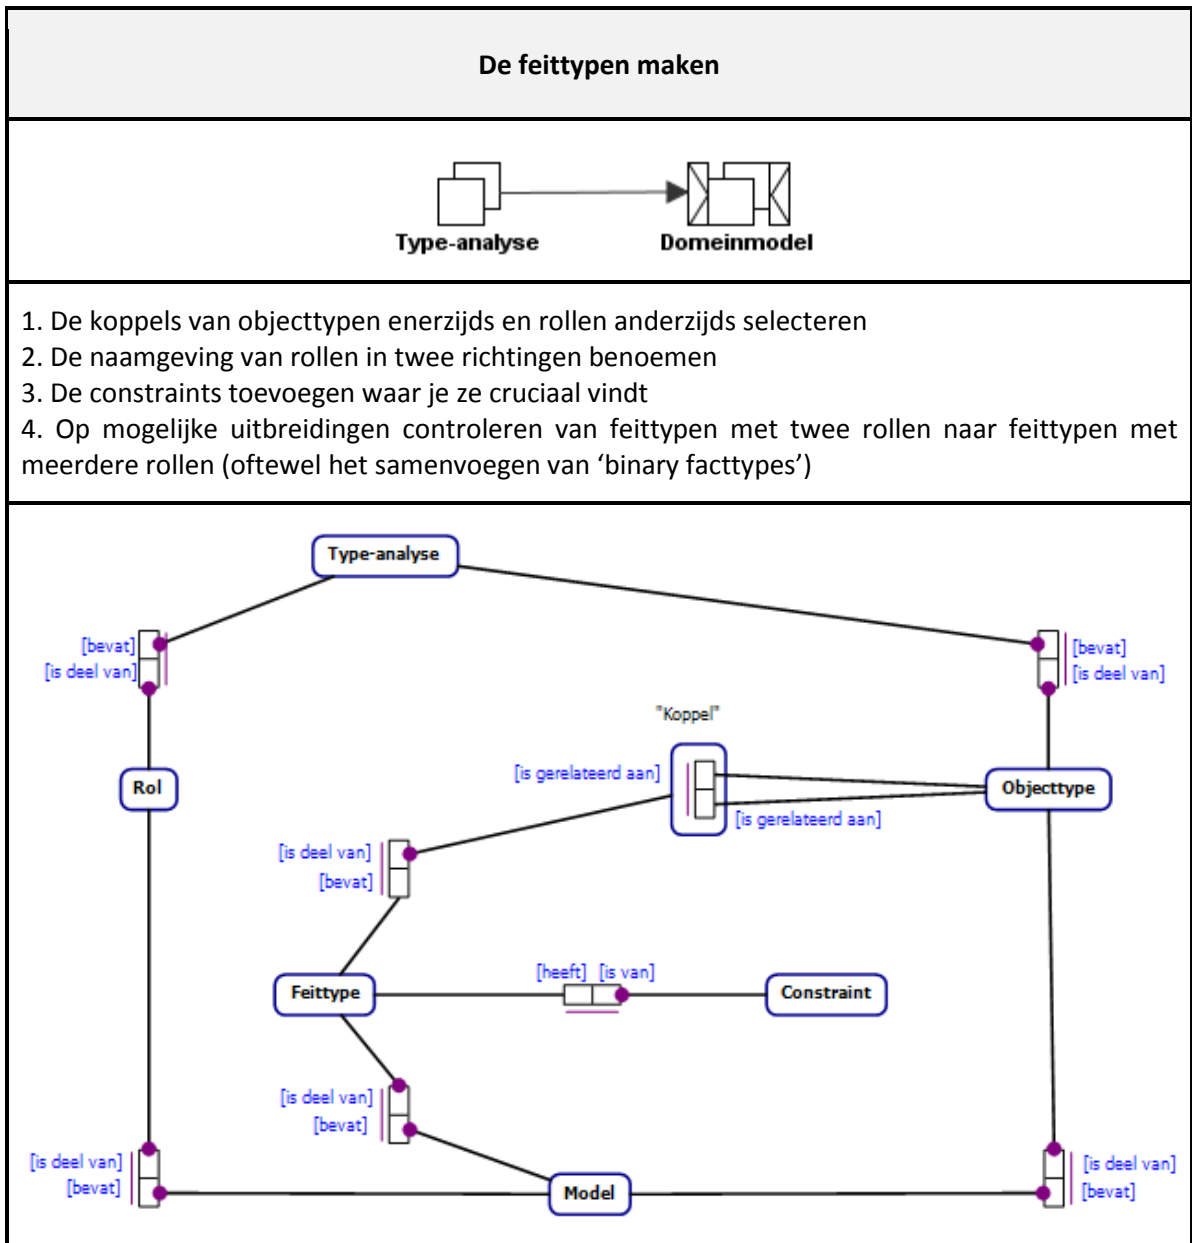 De feittypen maken
Type-analyse
Domeinmodel
1. De koppels van objecttypen enerzijds en rollen anderzijds selecteren
2. De naamgeving van rollen in twee richtingen benoemen
3. De constraints toevoegen waar je ze cruciaal vindt
4. Op mogelijke uitbreidingen controleren van feittypen met twee rollen naar feittypen met
meerdere rollen (oftewel het samenvoegen van ‘binary facttypes’)
Type-analyse
[bevat]
[is deel van]
[bevat]
[is deel van]
"Koppel"
Rol
[is gerelateerd aan]
Objecttype
[is gerelateerd aan]
[is deel van]
[bevat]
[heeft] [is van]
Feittype
Constraint
[is deel van]
[bevat]
[is deel van]
[bevat]
Model
[is deel van]
[bevat]